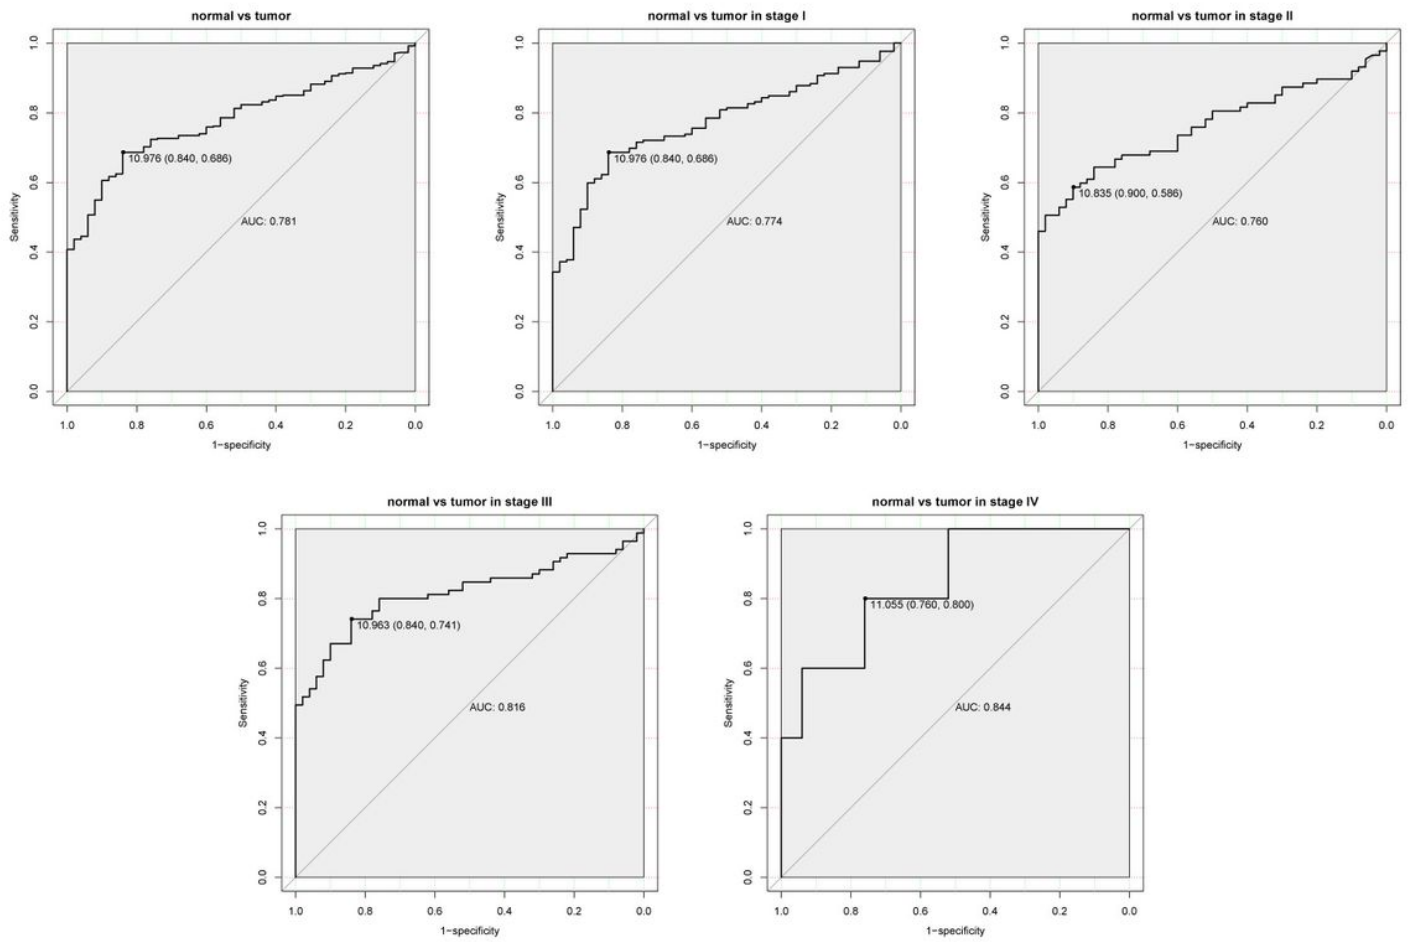 normal vs tumor
1.0
0.8
0.6
0.4
0.2
0.0
Sensitivity
10.976 (0.840, 0.686)
AUC: 0.781
1.0 0.8 0.6 0.4 0.2 0.0
1−specificity
normal vs tumor in stage I
1.0
0.8
0.6
0.4
0.2
0.0
Sensitivity
10.976 (0.840, 0.686)
AUC: 0.774
1.0 0.8 0.6 0.4 0.2 0.0
1−specificity
normal vs tumor in stage II
1.0
0.8
0.6
0.4
0.2
0.0
Sensitivity
10.835 (0.900, 0.586)
AUC: 0.760
1.0 0.8 0.6 0.4 0.2 0.0
1−specificity
normal vs tumor in stage III
1.0
0.8
0.6
0.4
0.2
0.0
Sensitivity
10.963 (0.840, 0.741)
AUC: 0.816
1.0 0.8 0.6 0.4 0.2 0.0
1−specificity
normal vs tumor in stage IV
1.0
0.8
0.6
0.4
0.2
0.0
Sensitivity
11.055 (0.760, 0.800)
AUC: 0.844
1.0 0.8 0.6 0.4 0.2 0.0
1−specificity